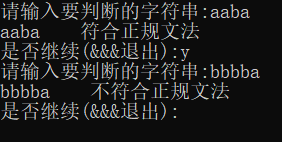 请输入要判断的字符串:aaba
aaba    符合正规文法
是否继续(&&&退出):y
请输入要判断的字符串:bbbba
bbbba    不符合正规文法
是否继续(&&&退出):